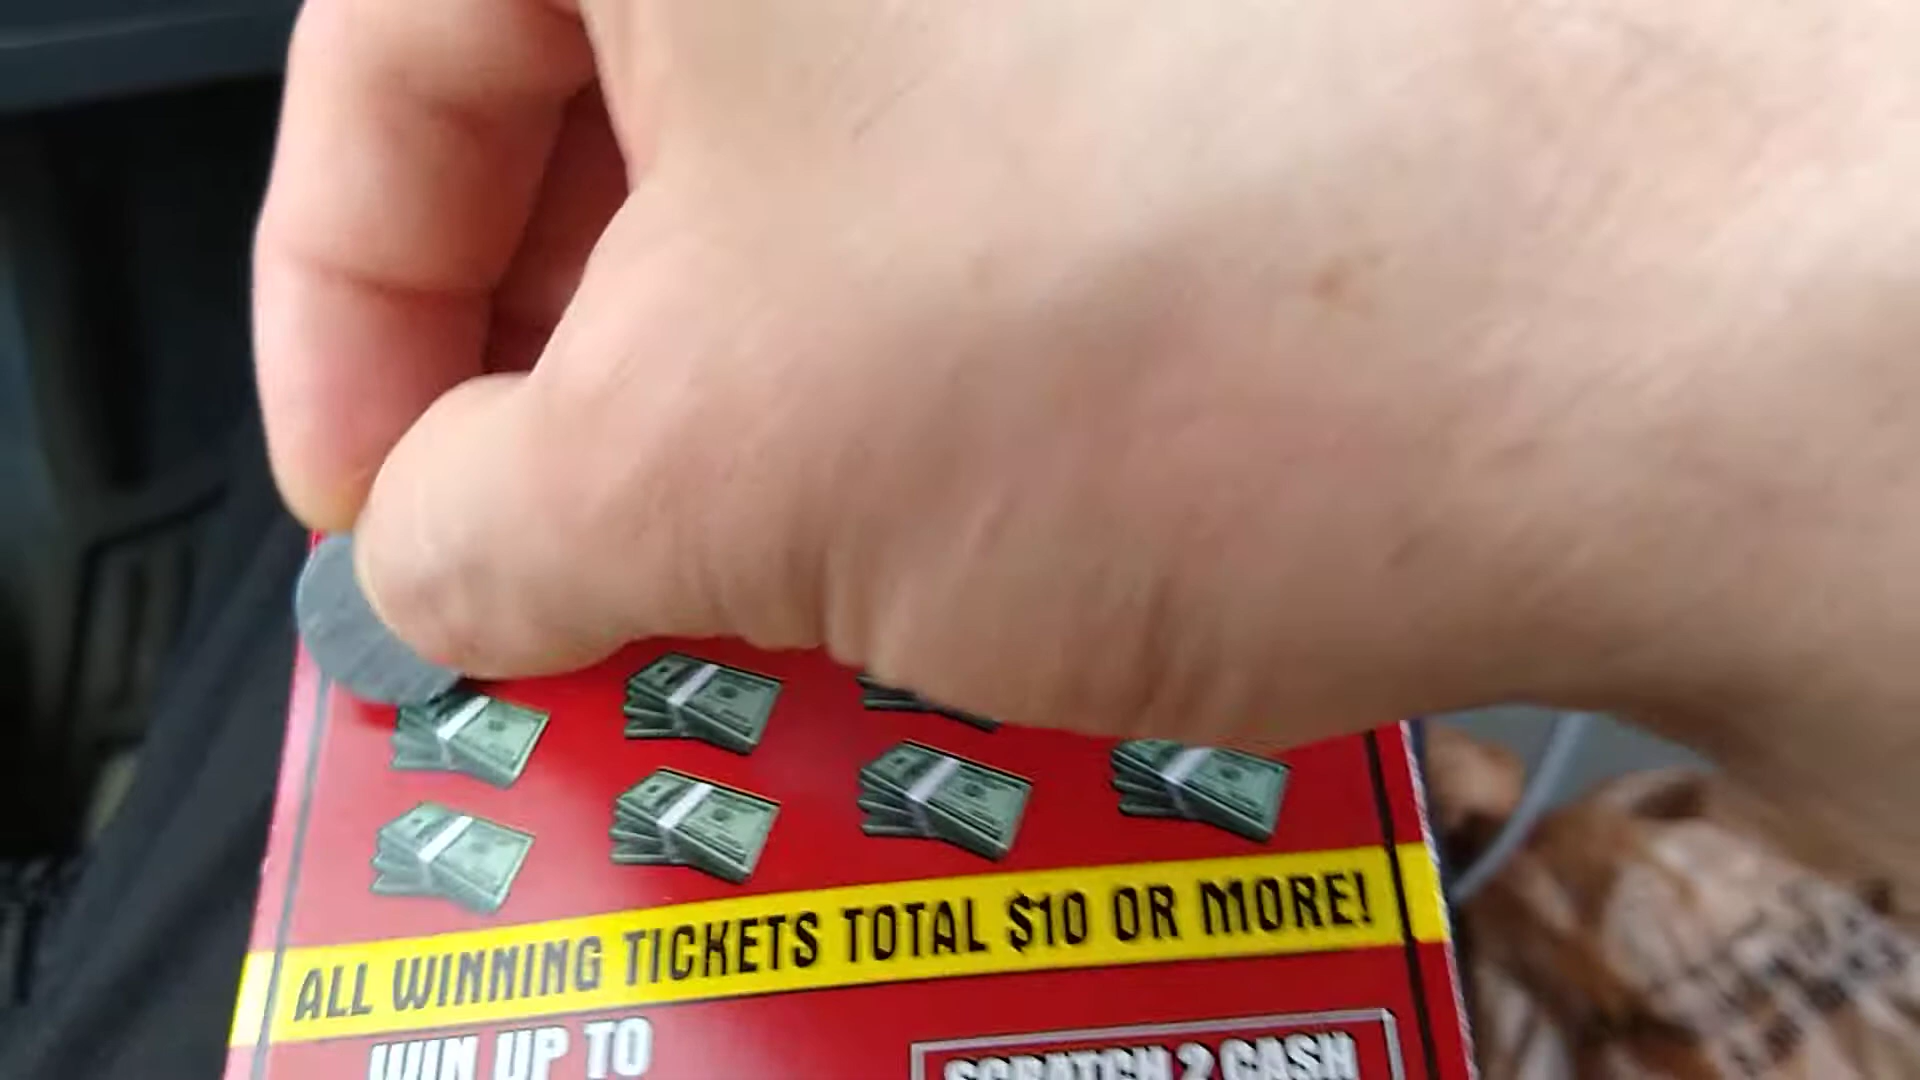 ALL WINNING TICKETS TOTAL $10 OR MORE!
WIN UP TO
SCRATCH 2 CASH